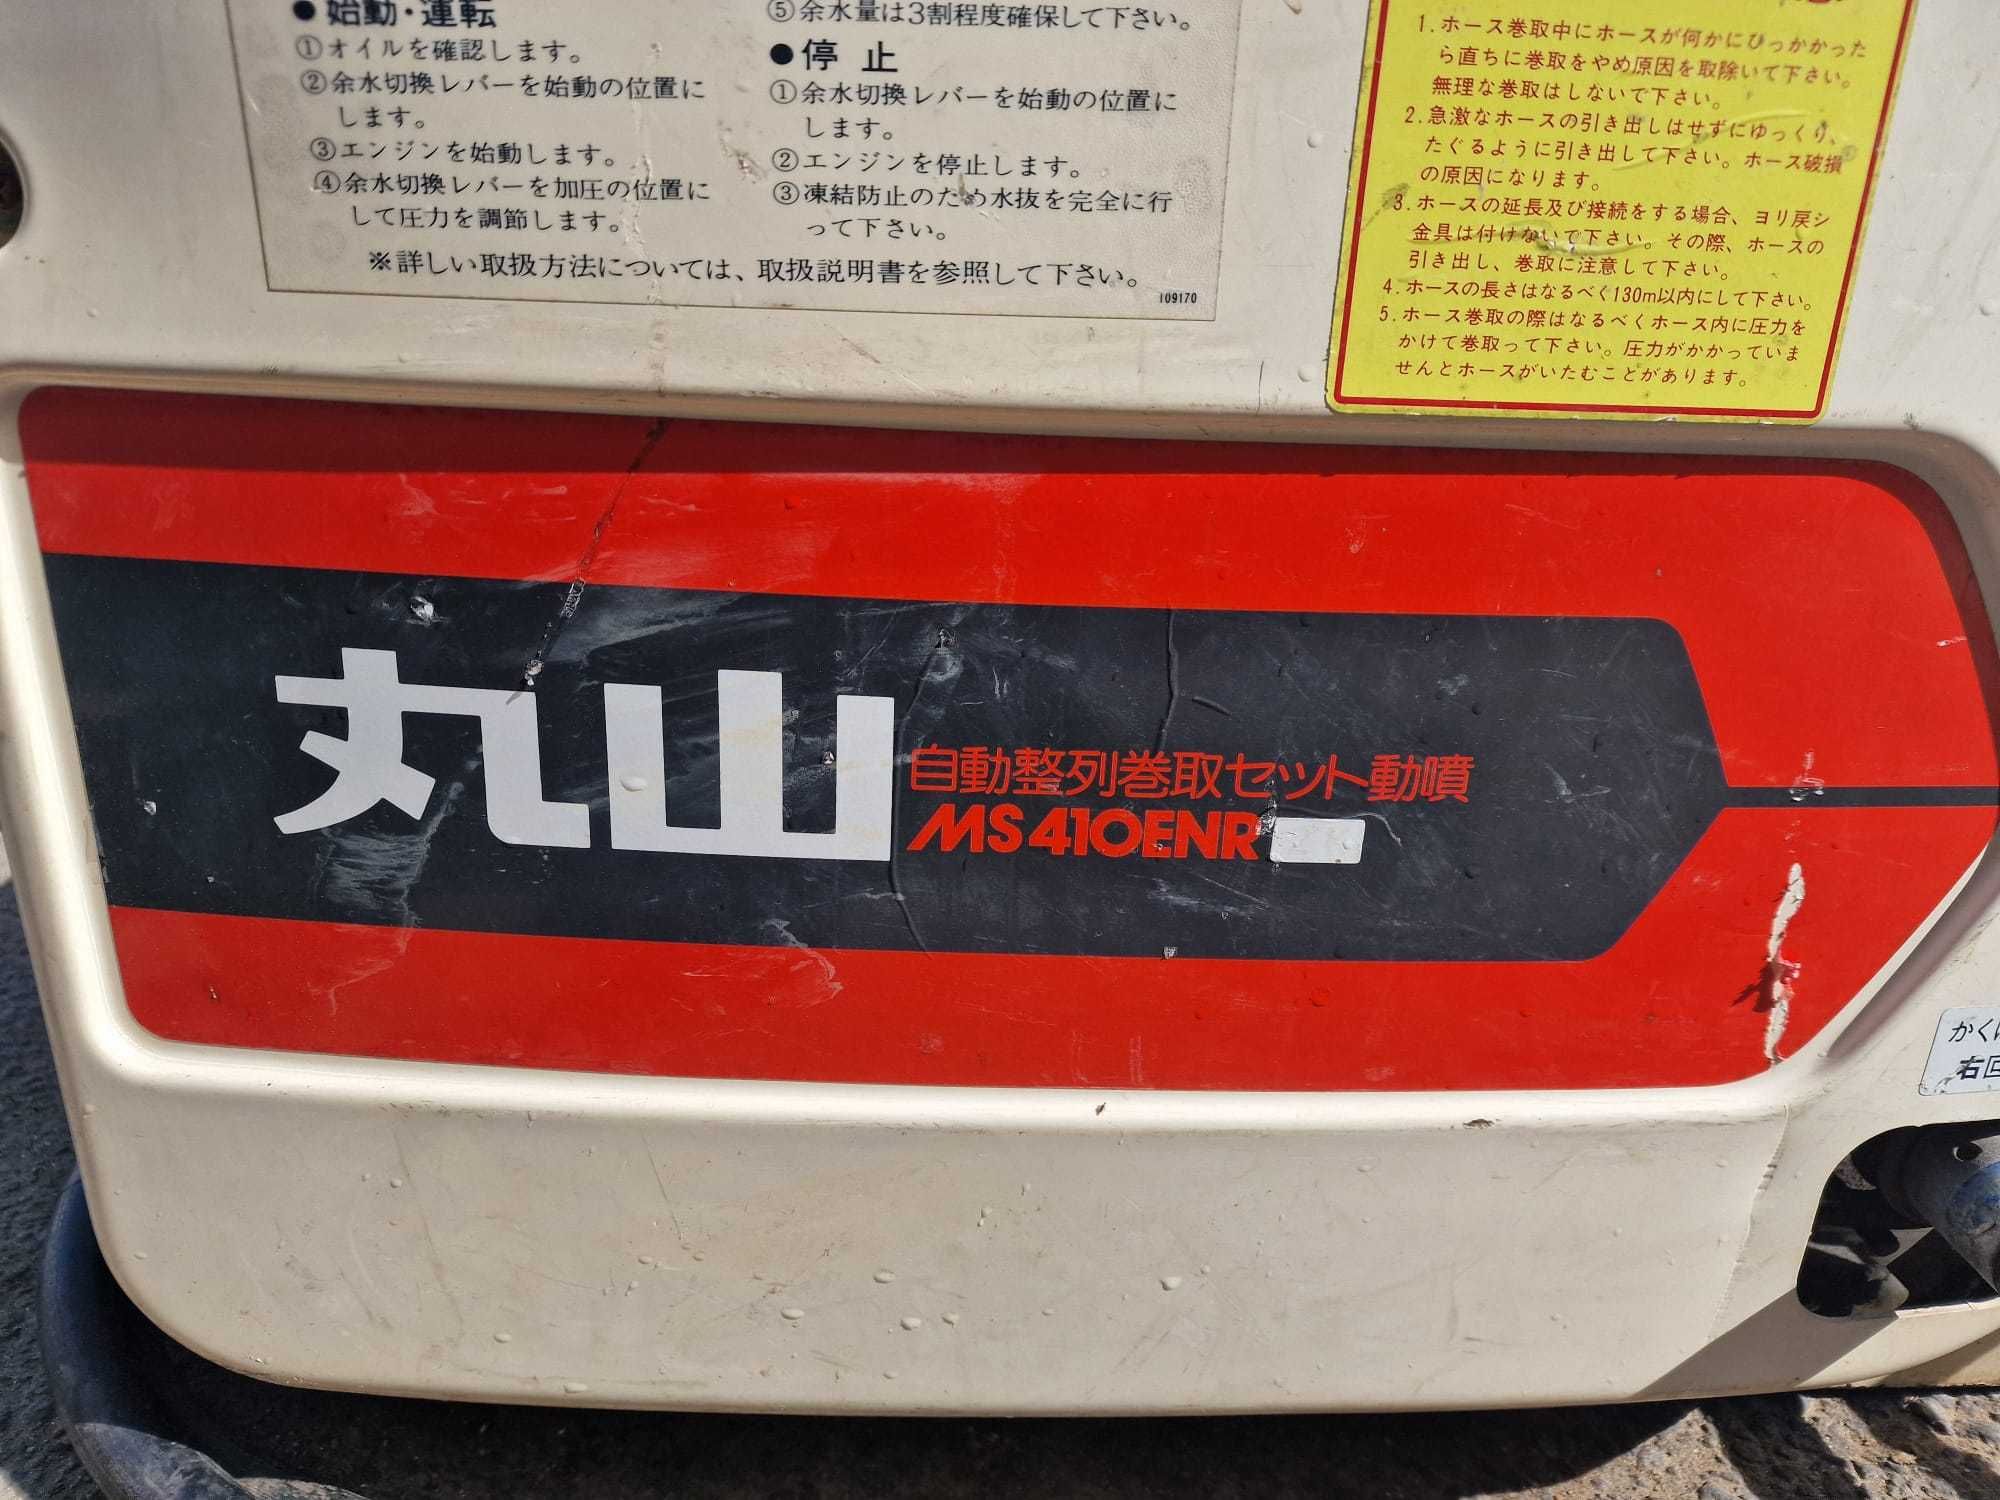 ● 始動・運転
①オイルを確認します。
②余水切換レバーを始動の位置に
します。
③エンジンを始動します。
④余水切換レバーを加圧の位置に
して圧力を調節します。
⑤余水量は3割程度確保して下さい。
● 停 止
①余水切換レバーを始動の位置に
します。
②エンジンを停止します。
③凍結防止のため水抜を完全に行
って下さい。
※詳しい取扱方法については、取扱説明書を参照して下さい。
109170
1.ホース巻取中にホースが何かにひっかかった
ら直ちに巻取をやめ原因を取除いて下さい。
無理な巻取はしないで下さい。
2.急激なホースの引き出しはせずにゆっくり、
たぐるように引き出して下さい。ホース破損
の原因になります。
3.ホースの延長及び接続をする場合、ヨリ戻シ
金具は付けないで下さい。その際、ホースの
引き出し、巻取に注意して下さい。
4.ホースの長さはなるべく130m以内にして下さい。
5.ホース巻取の際はなるべくホース内に圧力を
かけて巻取って下さい。圧力がかかっていま
せんとホースがいたむことがあります。
丸山
自動整列巻取セット動噴
MS410ENR
かく
右回